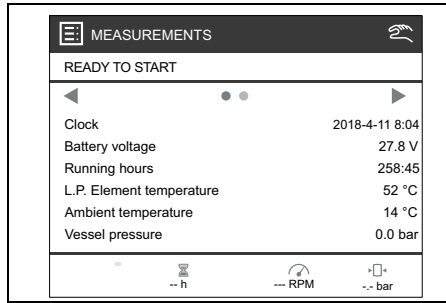 MEASUREMENTS
READY TO START
Clock 2018-4-11 8:04
Battery voltage 27.8 V
Running hours 258:45
L.P. Element temperature 52 °C
Ambient temperature 14 °C
Vessel pressure 0.0 bar
-- h --- RPM -.- bar